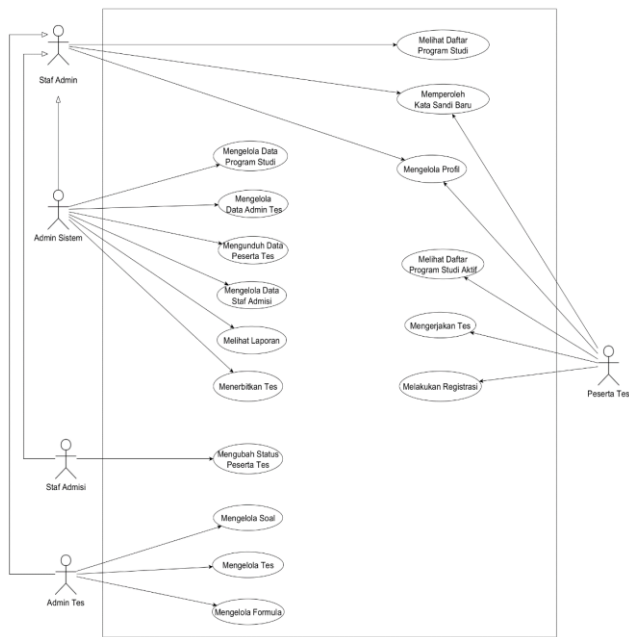 Melihat Daftar
Program Studi
Staf Admin
Memperoleh
Kata Sandi Baru
Mengelola Data
Program Studi
Mengelola Profil
Mengelola
Data Admin Tes
Admin Sistem
Mengunduh Data
Peserta Tes
Melihat Daftar
Program Studi Aktif
Mengelola Data
Staf Admisi
Mengerjakan Tes
Melihat Laporan
Menerbitkan Tes
Melakukan Registrasi
Peserta Tes
Mengubah Status
Peserta Tes
Staf Admisi
Mengelola Soal
Mengelola Tes
Admin Tes
Mengelola Formula